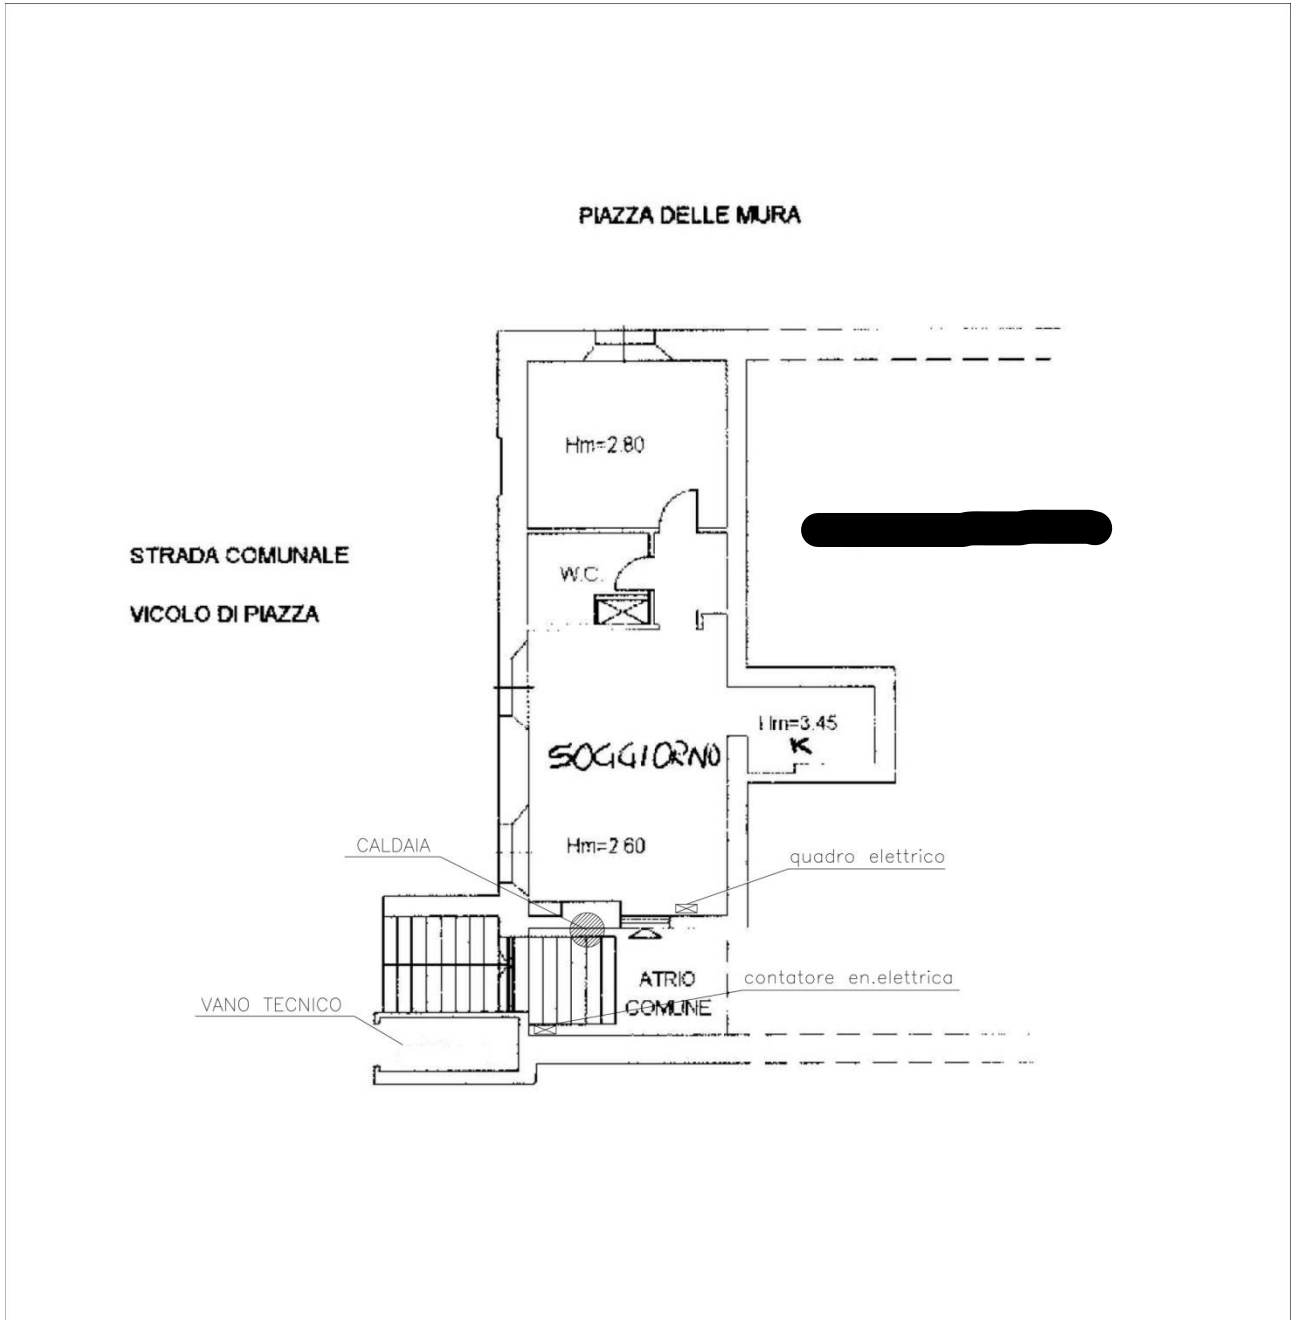 PIAZZA DELLE MURA
Hm=2.80
STRADA COMUNALE
VICOLO DI PIAZZA
W.C.
Hm=3.45
K
SOGGIORNO
Hm=2.60
CALDAIA
quadro elettrico
ATRIO
COMUNE
contatore en.elettrica
VANO TECNICO